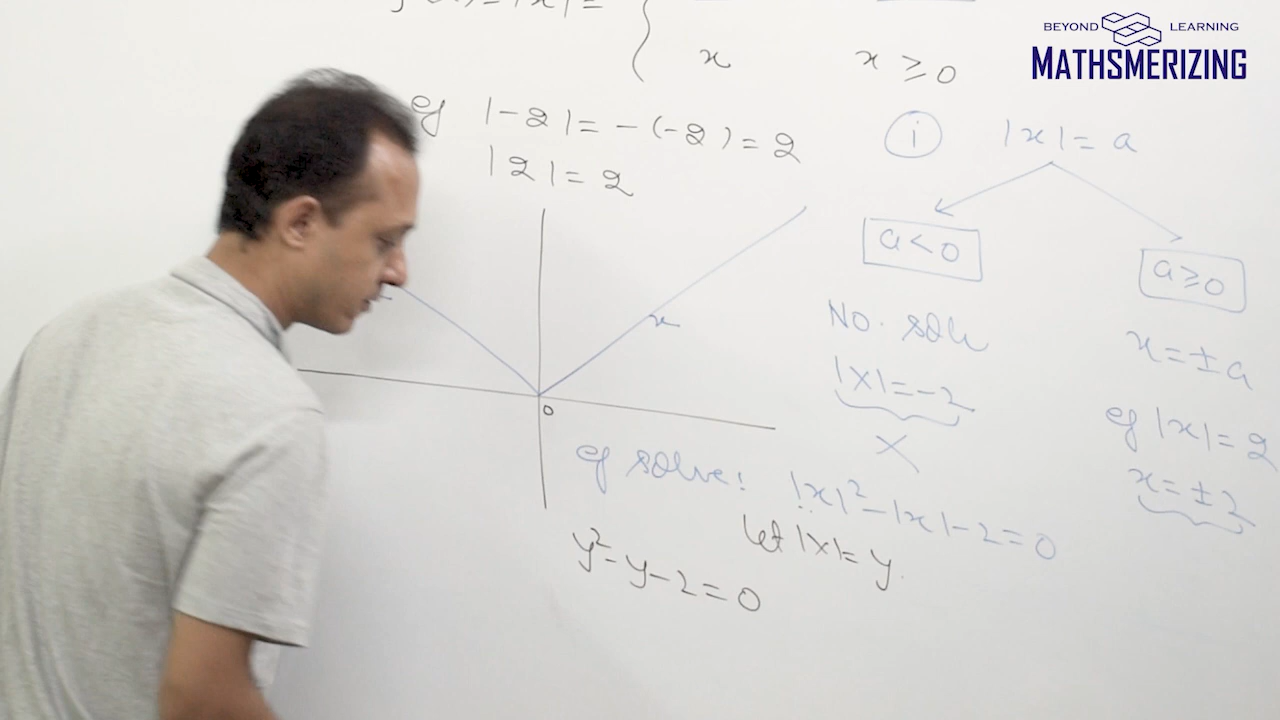 BEYOND LEARNING
MATHSMERIZING
x x ≥ 0
eg |-2| = -(-2) = 2
|2| = 2
x
0
i |x| = a
a < 0
No. soln
|x| = -2
X
a ≥ 0
x = ± a
eg |x| = 2
x = ± 2
eg solve: |x|² - |x| - 2 = 0
let |x| = y.
y² - y - 2 = 0